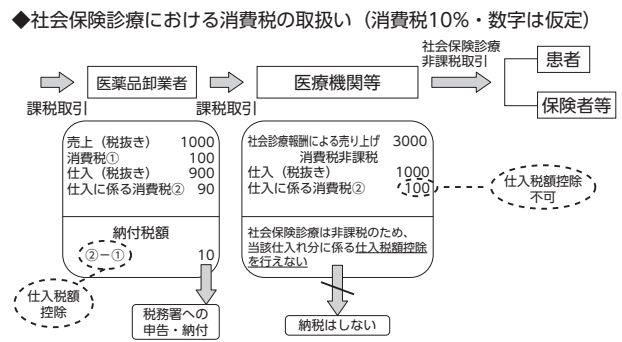 ◆社会保険診療における消費税の取扱い（消費税10%・数字は仮定）
社会保険診療
非課税取引
医薬品卸業者
医療機関等
患者
保険者等
課税取引
課税取引
売上（税抜き） 1000
消費税① 100
仕入（税抜き） 900
仕入に係る消費税② 90
納付税額
②−① 10
仕入税額
控除
税務署への
申告・納付
社会診療報酬による売り上げ 3000
消費税非課税
仕入（税抜き） 1000
仕入に係る消費税② 100
仕入税額控除
不可
社会保険診療は非課税のため、
当該仕入れ分に係る仕入税額控除
を行えない
納税はしない